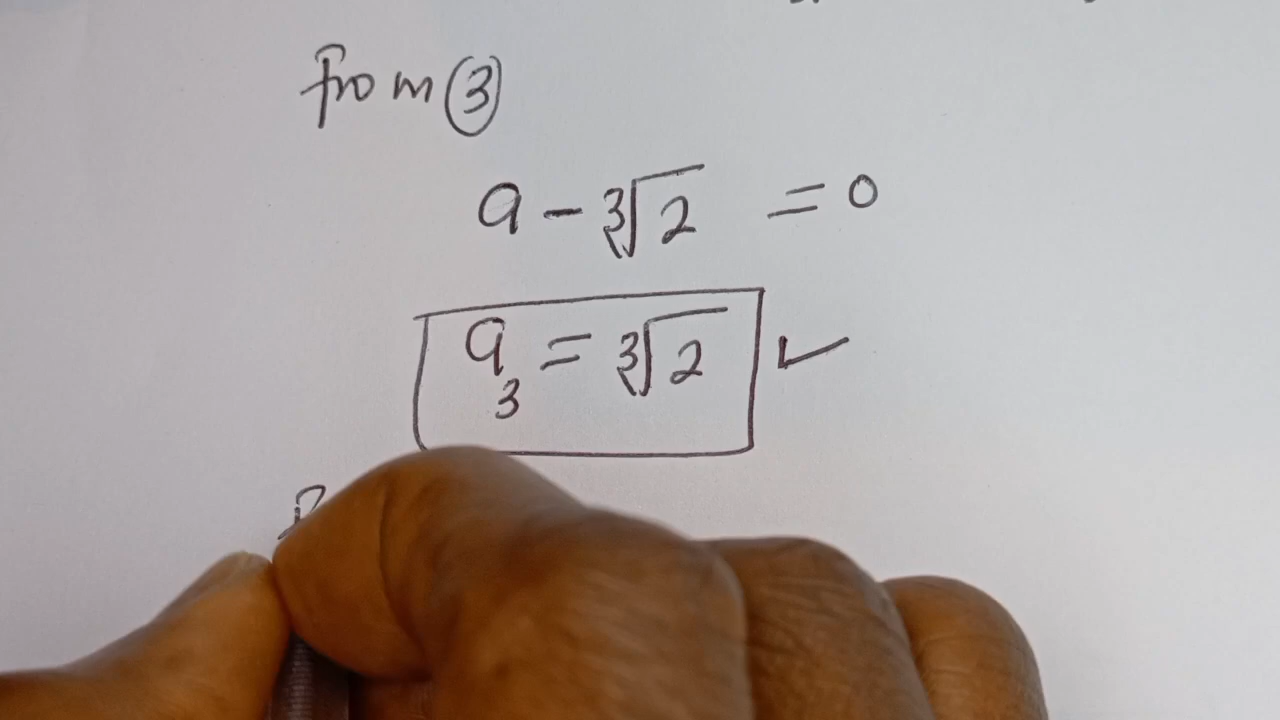 from ③
a - ∛2 = 0
a₃ = ∛2 ✓